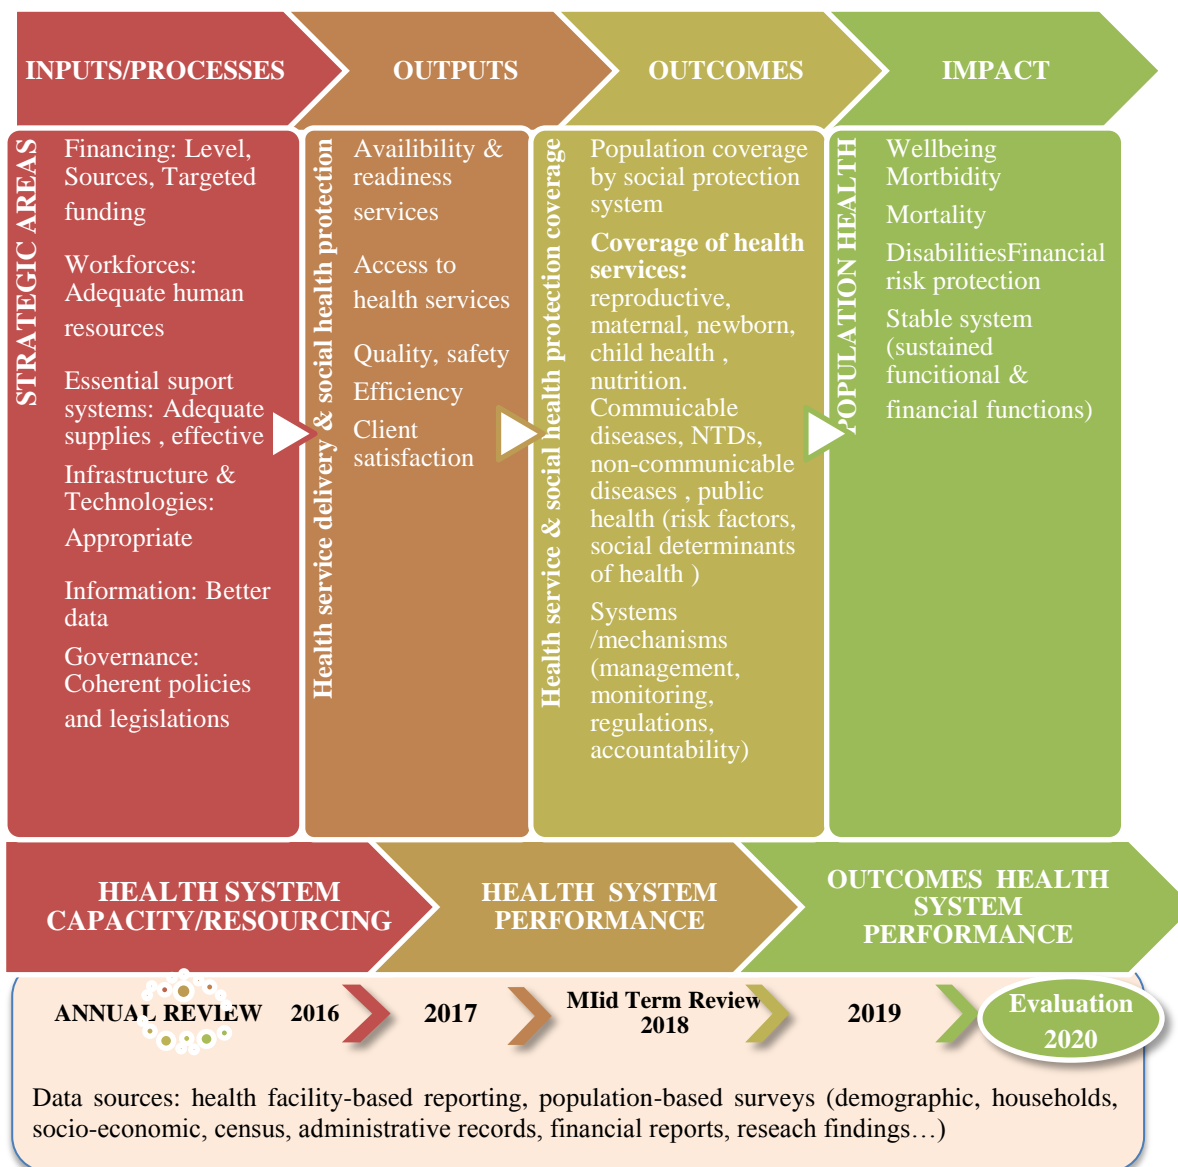 INPUTS/PROCESSES
OUTPUTS
OUTCOMES
IMPACT
STRATEGIC AREAS
Financing: Level,
Sources, Targeted
funding
Workforces:
Adequate human
resources
Essential suport
systems: Adequate
supplies , effective
Infrastructure &
Technologies:
Appropriate
Information: Better
data
Governance:
Coherent policies
and legislations
Health service delivery & social health protection
Availibility &
readiness
services
Access to
health services
Quality, safety
Efficiency
Client
satisfaction
Health service & social health protection coverage
Population coverage
by social protection
system
Coverage of health
services:
reproductive,
maternal, newborn,
child health ,
nutrition.
Commuicable
diseases, NTDs,
non-communicable
diseases , public
health (risk factors,
social determinants
of health )
Systems
/mechanisms
(management,
monitoring,
regulations,
accountability)
POPULATION HEALTH
Wellbeing
Mortbidity
Mortality
DisabilitiesFinancial
risk protection
Stable system
(sustained
funcitional &
financial functions)
HEALTH SYSTEM
CAPACITY/RESOURCING
HEALTH SYSTEM
PERFORMANCE
OUTCOMES HEALTH
SYSTEM
PERFORMANCE
ANNUAL REVIEW
2016
2017
MIid Term Review
2018
2019
Evaluation
2020
Data sources: health facility-based reporting, population-based surveys (demographic, households,
socio-economic, census, administrative records, financial reports, reseach findings…)